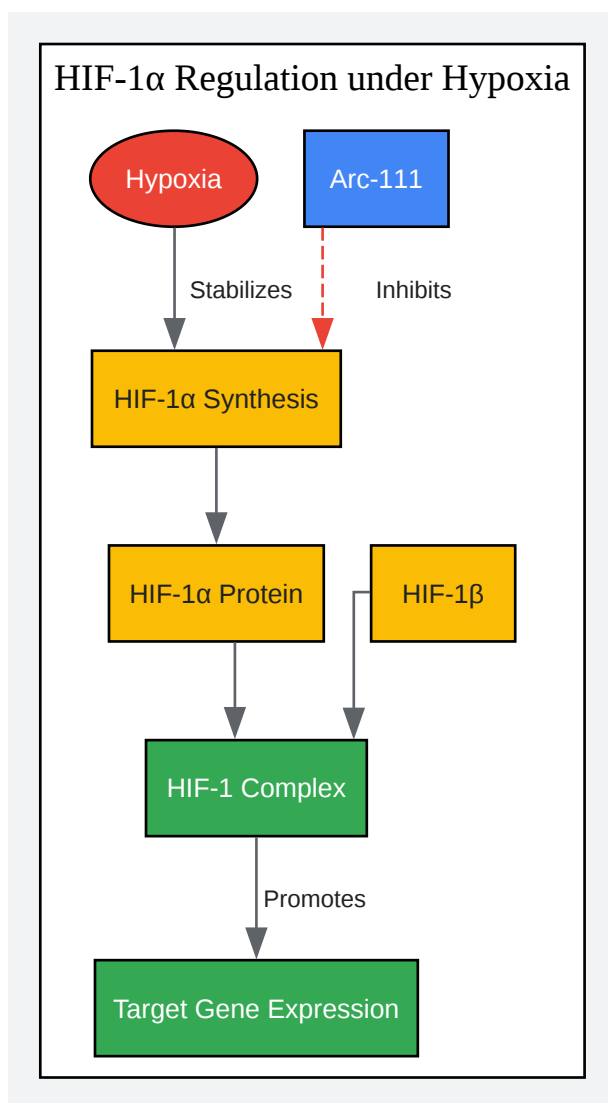 HIF-1α Regulation under Hypoxia
Hypoxia
Arc-111
Stabilizes
Inhibits
HIF-1α Synthesis
HIF-1α Protein
HIF-1β
HIF-1 Complex
Promotes
Target Gene Expression